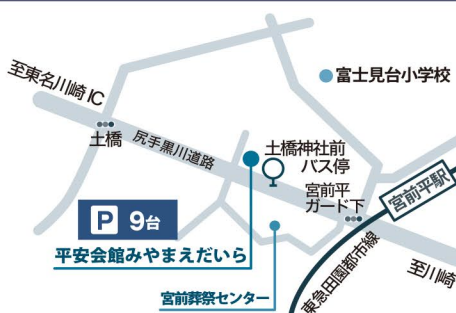 至東名川崎IC
富士見台小学校
土橋
尻手黒川道路
土橋神社前
バス停
宮前平
ガード下
宮前平駅
P 9台
平安会館みやまえだいら
宮前葬祭センター
東急田園都市線
至川崎